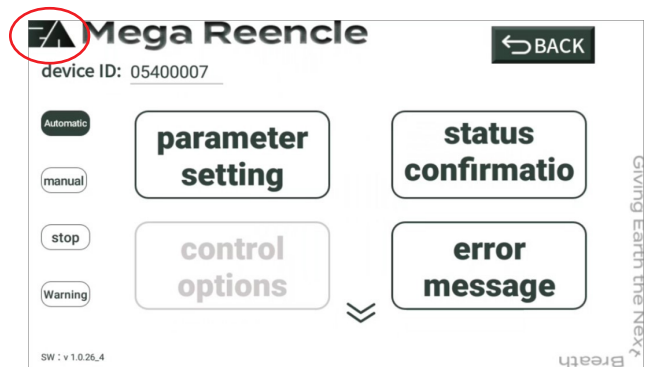 Mega Reencle
BACK
device ID: 05400007
Automatic
parameter
setting
status
confirmatio
manual
stop
control
options
error
message
Warning
SW : v 1.0.26_4
Giving Earth the Next
Breath